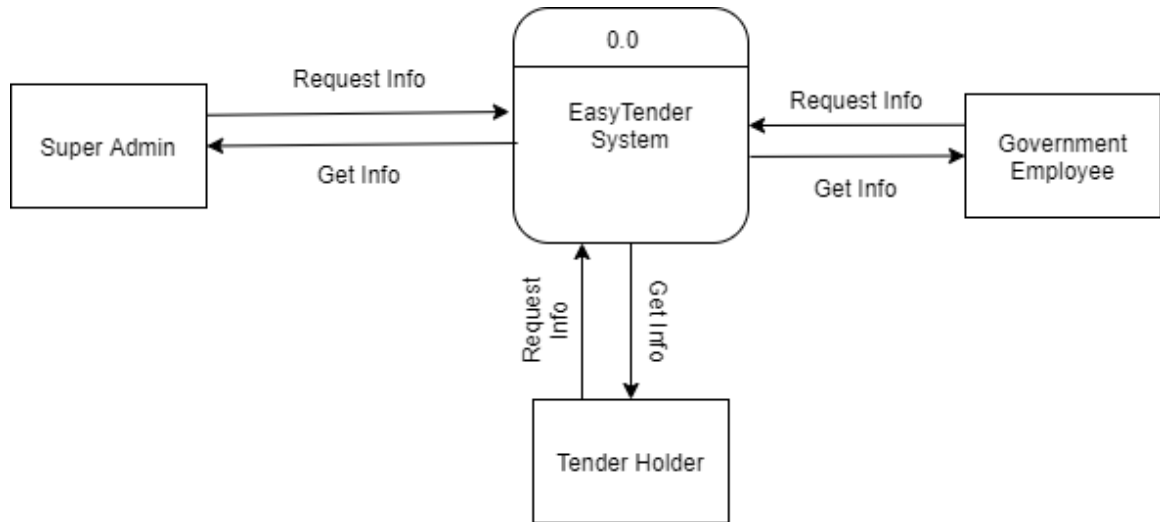 0.0
Request Info
Super Admin
Get Info
EasyTender
System
Request Info
Government
Employee
Get Info
Request
Info
Get Info
Tender Holder